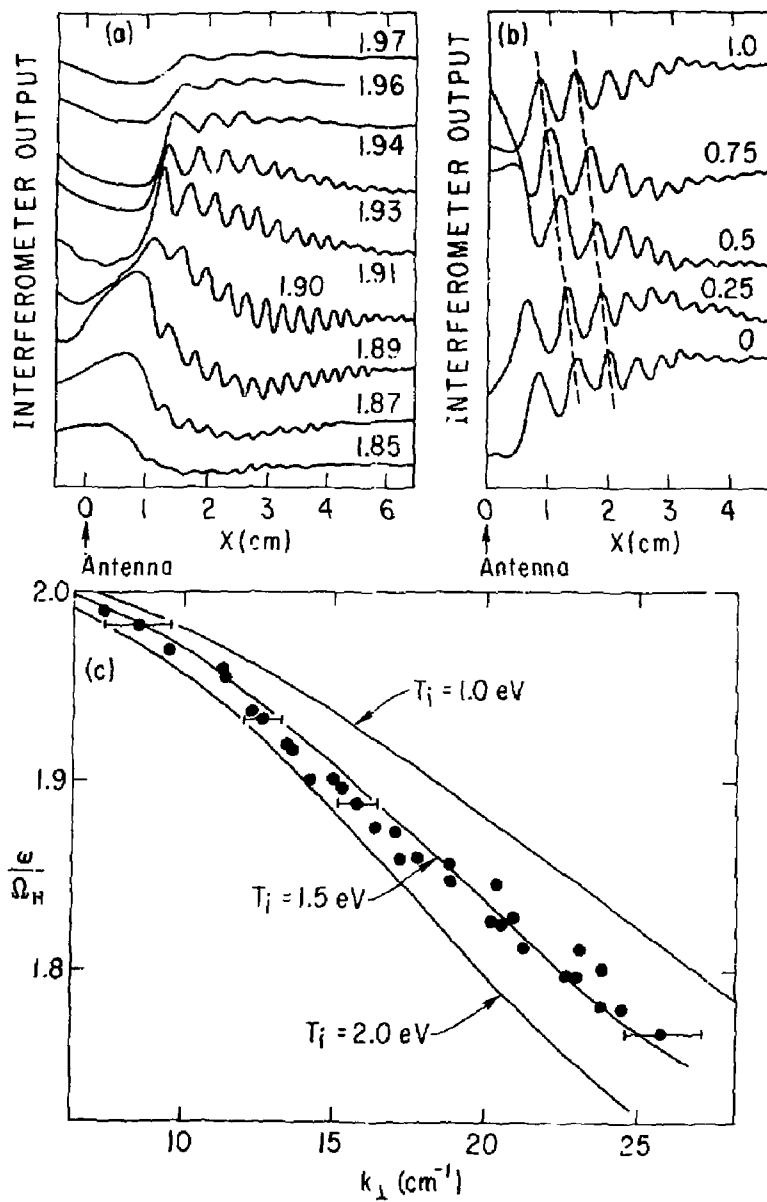 INTERFEROMETER OUTPUT
(a)
1.97
1.96
1.94
1.93
1.91
1.90
1.89
1.87
1.85
0 1 2 3 4 5 6
X(cm)
Antenna
INTERFEROMETER OUTPUT
(b)
1.0
0.75
0.5
0.25
0
0 1 2 3 4
X(cm)
Antenna
(c)
2.0
1.9
1.8
ω/Ω_H
T_i = 1.0 eV
T_i = 1.5 eV
T_i = 2.0 eV
10 15 20 25
k⊥ (cm⁻¹)